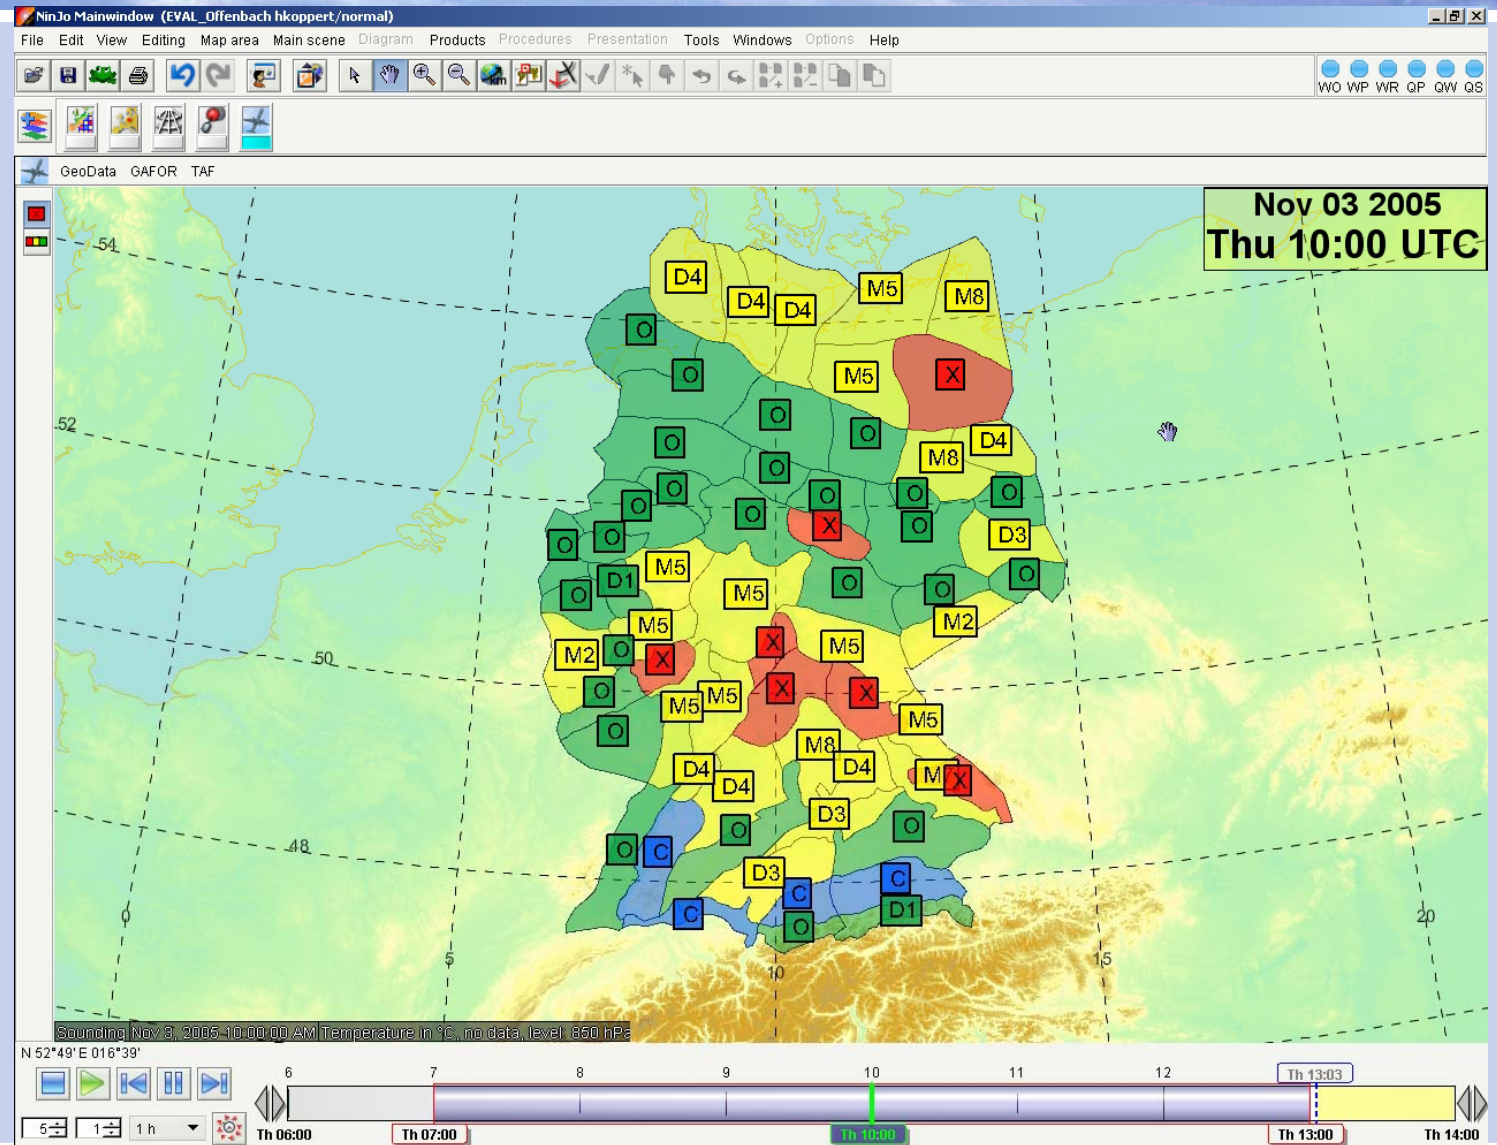 NinJo Mainwindow (EVAL_Offenbach hkoppert/normal)
File Edit View Editing Map area Main scene Diagram Products Procedures Presentation Tools Windows Options Help
km
WO WP WR QP QW QS
GeoData GAFOR TAF
Nov 03 2005
Thu 10:00 UTC
54
D4 D4 D4 M5 M8
O
O M5 X
52
O O O D4
O M8
O O O O O
O O X O D3
O O
O D1 M5 M5 O O O
M5 M2
M2 O X X M5
50
O M5 M5 X X
O M5
M8
D4 D4 D4 M X
D3
O O
48
O C
D3 C C
0 C O D1 20
5 10 15
Sounding Nov 3, 2005 10:00:00 AM Temperature in °C, no data, level: 850 hPa
N 52°49' E 016°39'
6 7 8 9 10 11 12 Th 13:03
5 1 1 h
Th 06:00 Th 07:00 Th 10:00 Th 13:00 Th 14:00